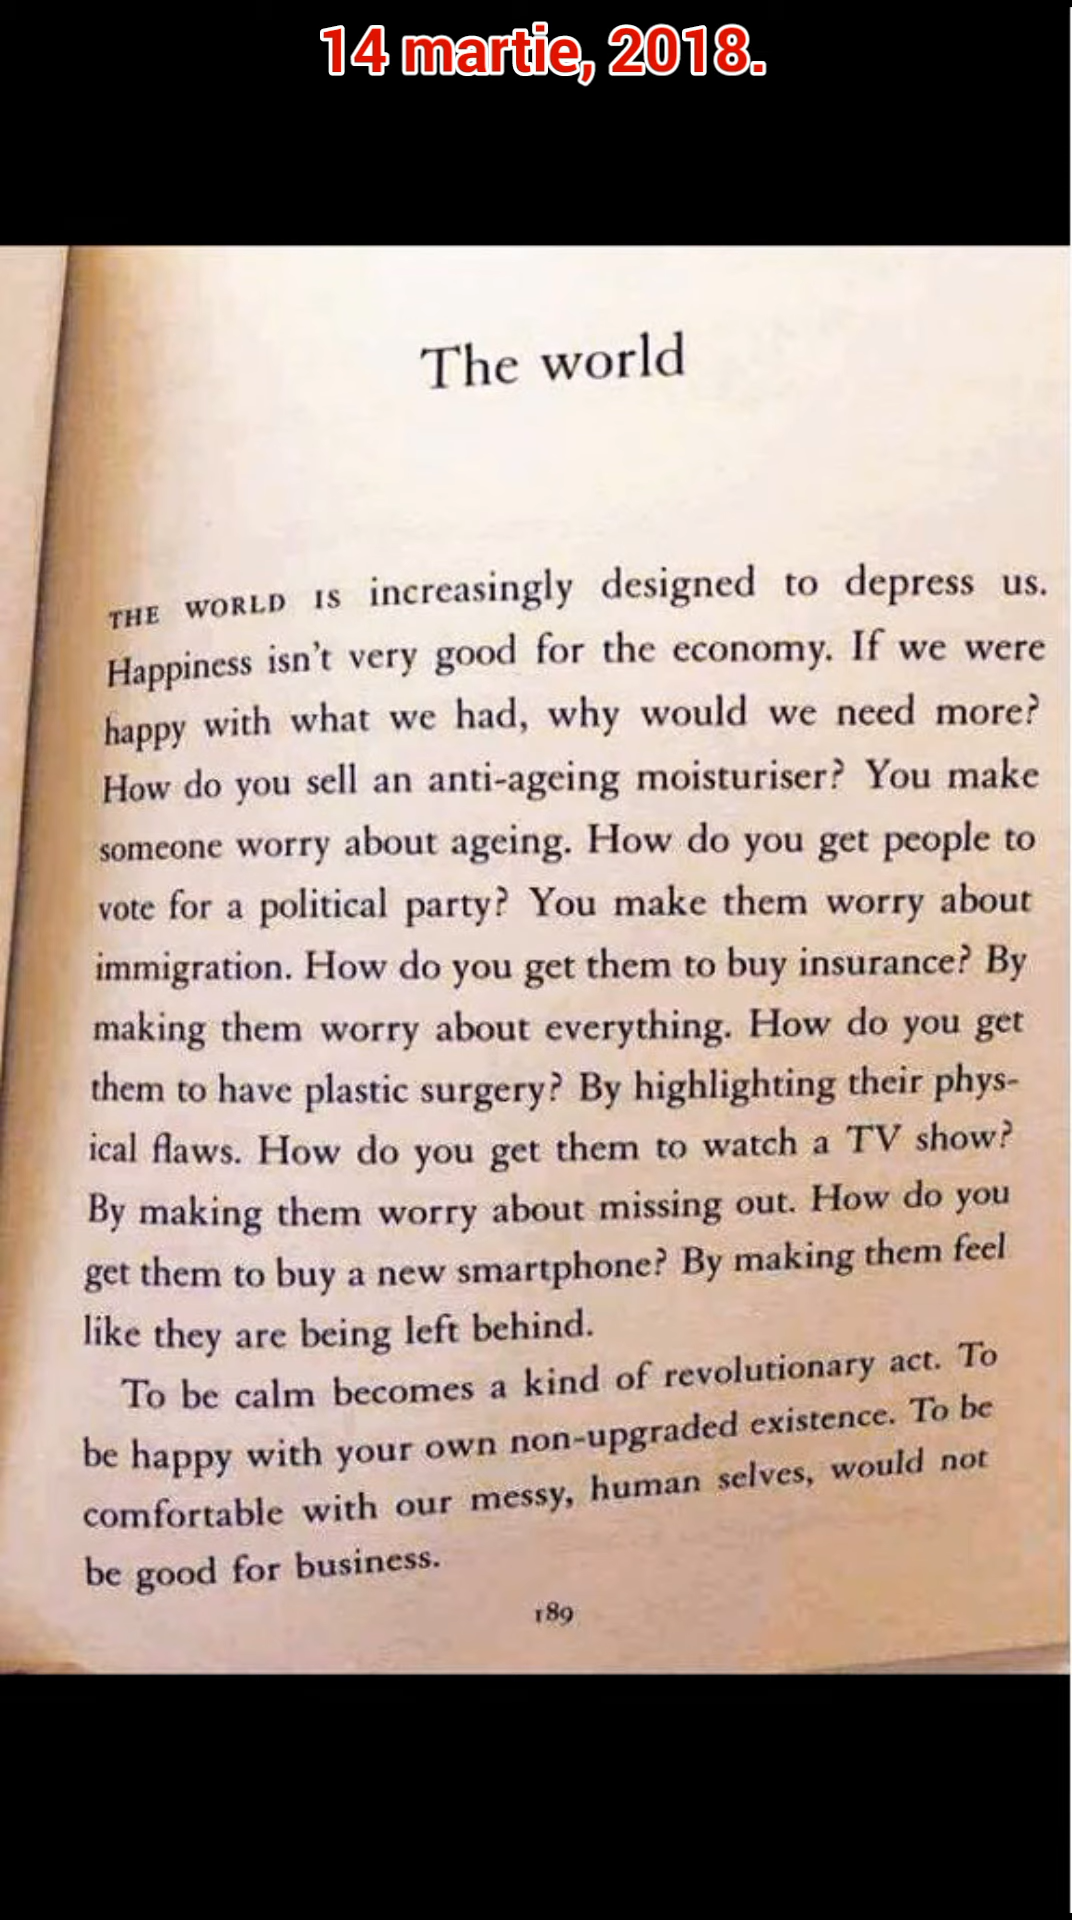 14 martie, 2018.
The world
THE WORLD IS increasingly designed to depress us.
Happiness isn't very good for the economy. If we were
happy with what we had, why would we need more?
How do you sell an anti-ageing moisturiser? You make
someone worry about ageing. How do you get people to
vote for a political party? You make them worry about
immigration. How do you get them to buy insurance? By
making them worry about everything. How do you get
them to have plastic surgery? By highlighting their phys-
ical flaws. How do you get them to watch a TV show?
By making them worry about missing out. How do you
get them to buy a new smartphone? By making them feel
like they are being left behind.
To be calm becomes a kind of revolutionary act. To
be happy with your own non-upgraded existence. To be
comfortable with our messy, human selves, would not
be good for business.
189